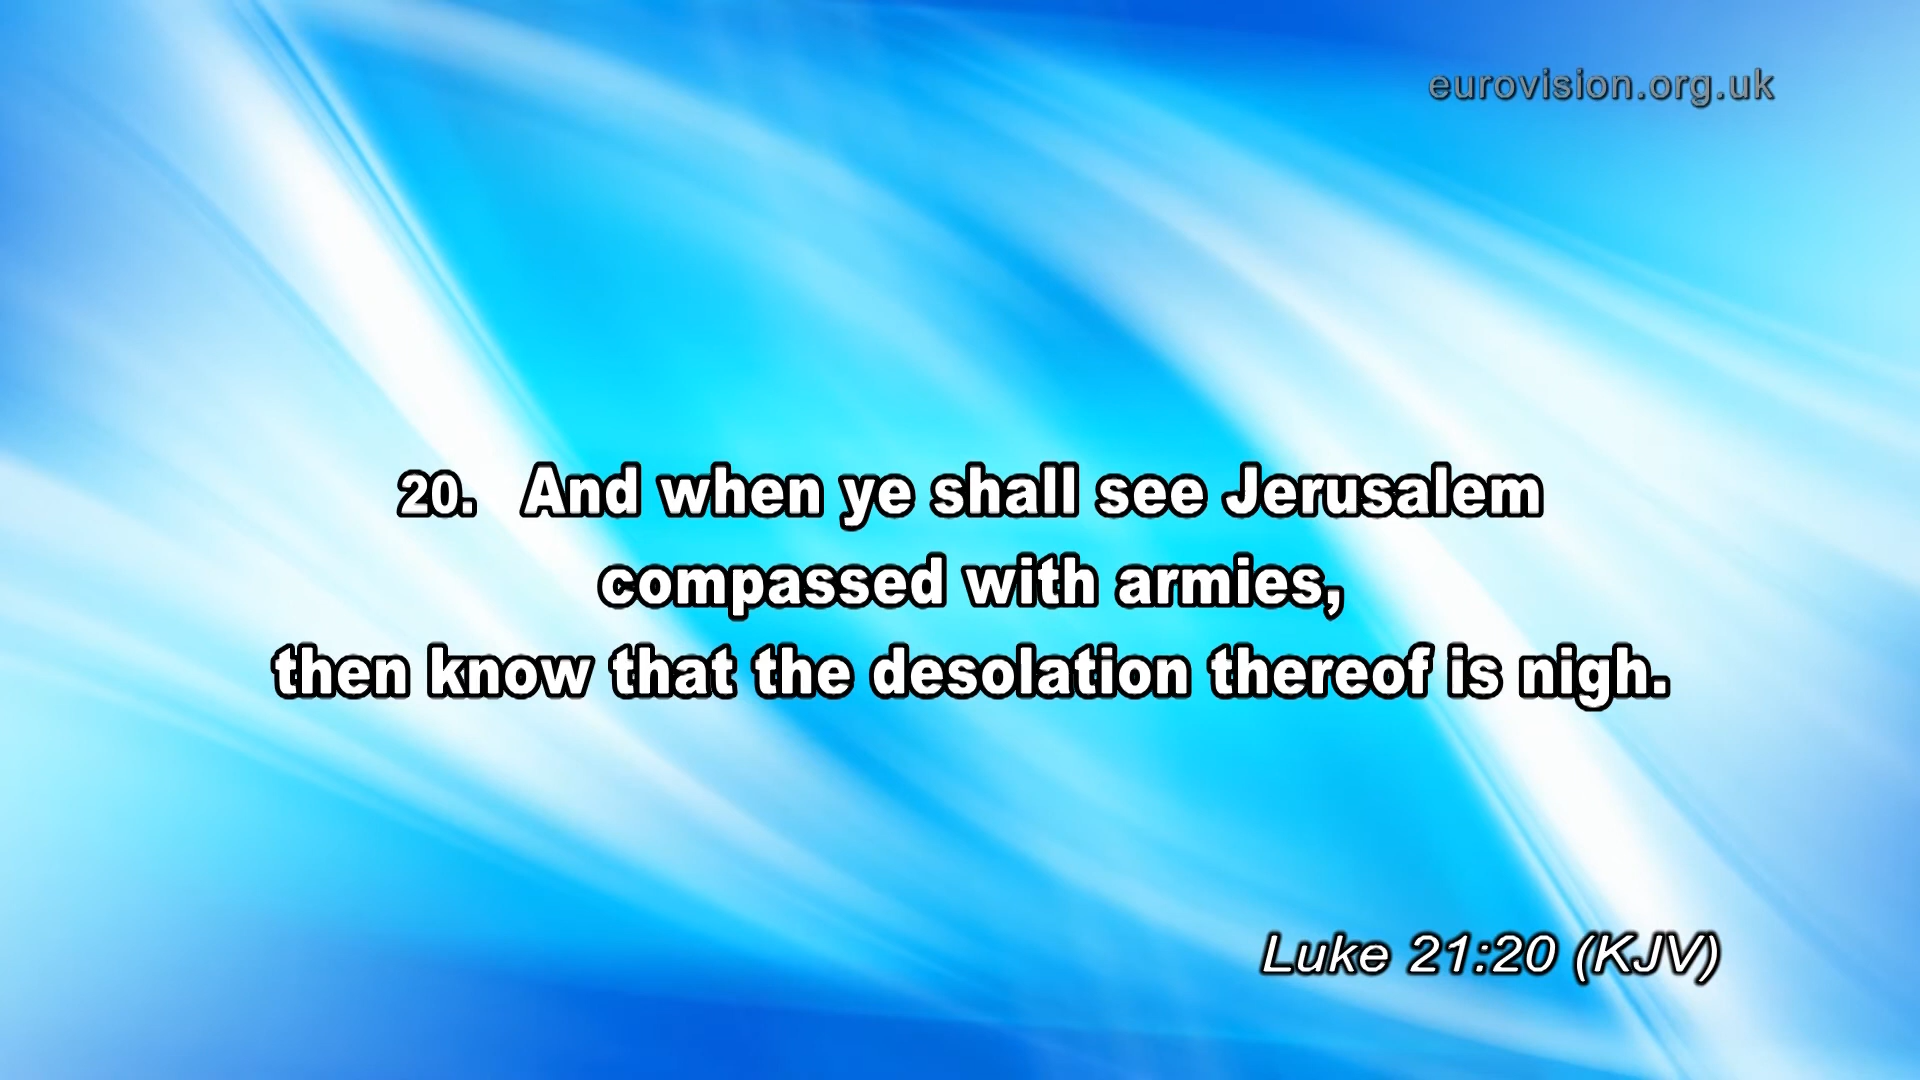 eurovision.org.uk
20. And when ye shall see Jerusalem
compassed with armies,
then know that the desolation thereof is nigh.
Luke 21:20 (KJV)